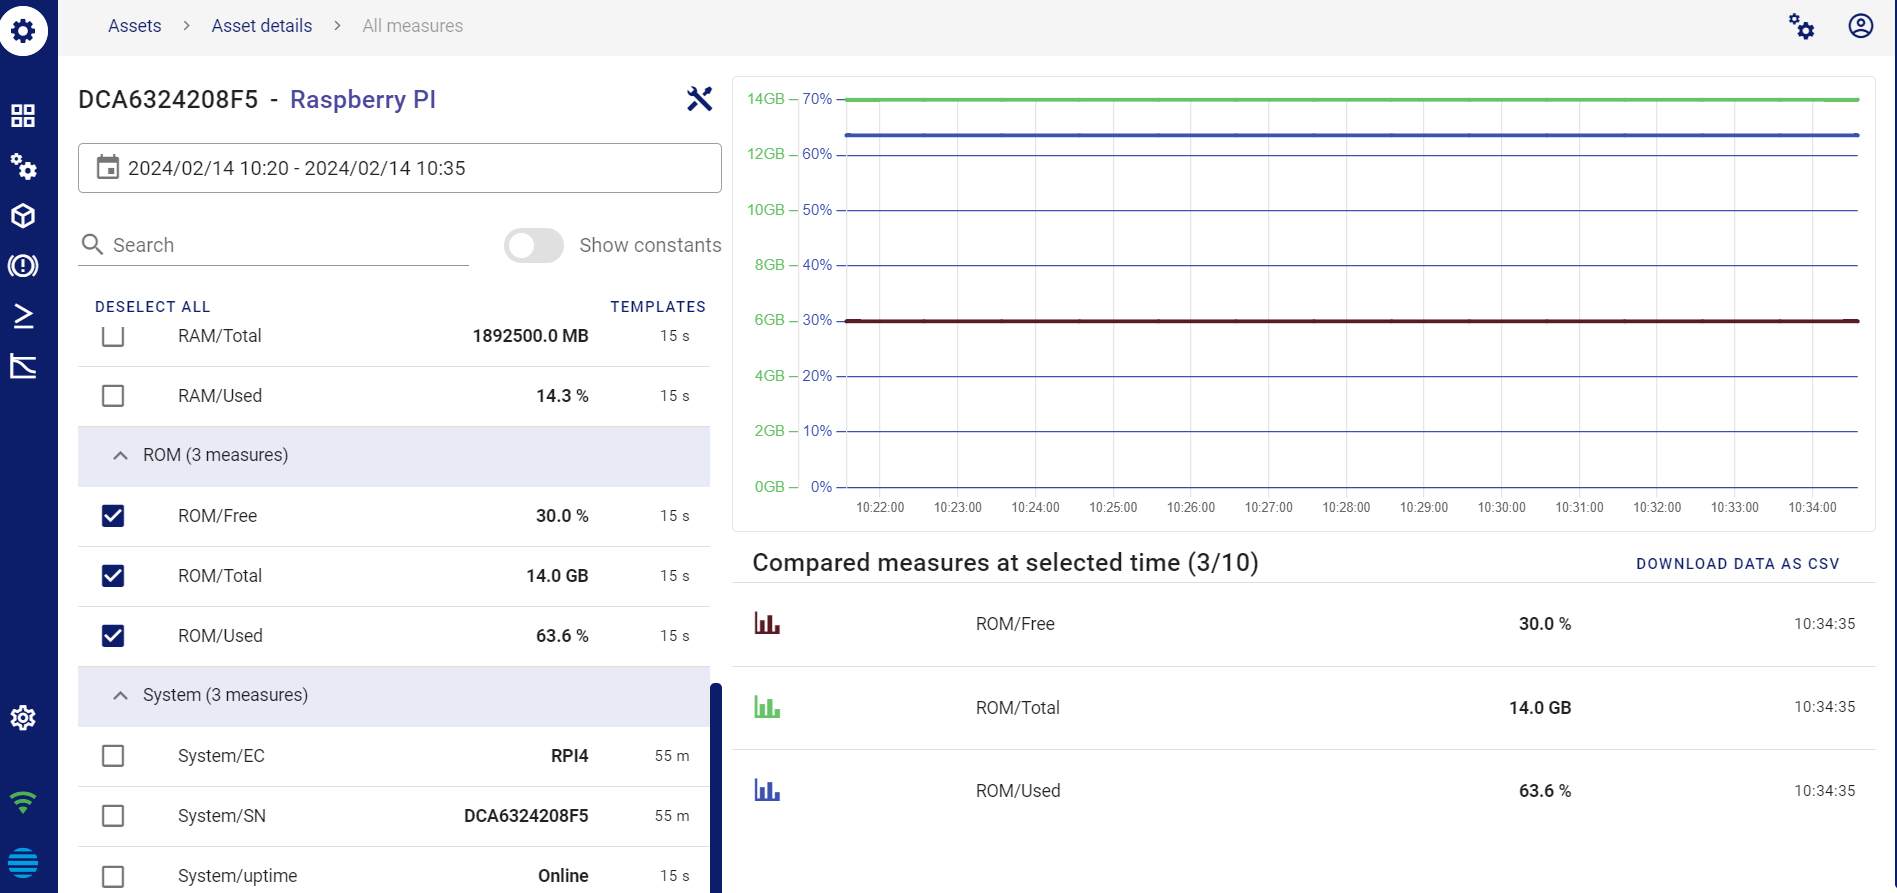 Assets > Asset details > All measures
DCA6324208F5 - Raspberry PI
2024/02/14 10:20 - 2024/02/14 10:35
Search
Show constants
DESELECT ALL
TEMPLATES
RAM/Total 1892500.0 MB 15 s
RAM/Used 14.3 % 15 s
ROM (3 measures)
ROM/Free 30.0 % 15 s
ROM/Total 14.0 GB 15 s
ROM/Used 63.6 % 15 s
System (3 measures)
System/EC RPI4 55 m
System/SN DCA6324208F5 55 m
System/uptime Online 15 s
14GB 70%
12GB 60%
10GB 50%
8GB 40%
6GB 30%
4GB 20%
2GB 10%
0GB 0%
10:22:00 10:23:00 10:24:00 10:25:00 10:26:00 10:27:00 10:28:00 10:29:00 10:30:00 10:31:00 10:32:00 10:33:00 10:34:00
Compared measures at selected time (3/10)
DOWNLOAD DATA AS CSV
ROM/Free 30.0 % 10:34:35
ROM/Total 14.0 GB 10:34:35
ROM/Used 63.6 % 10:34:35